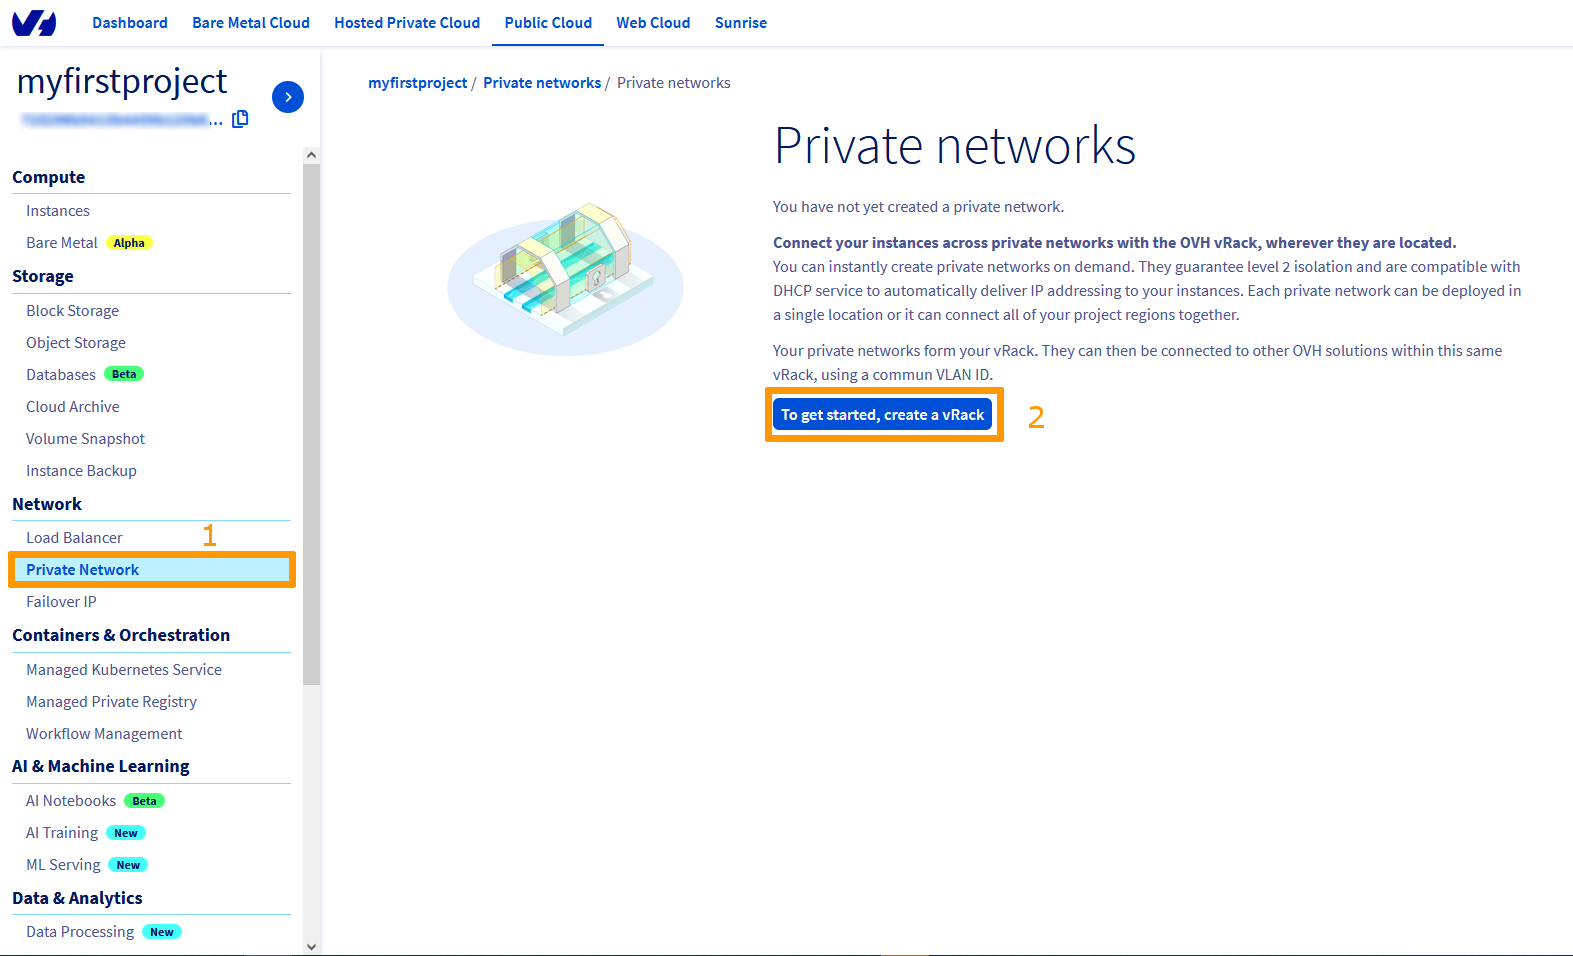 Dashboard Bare Metal Cloud Hosted Private Cloud Public Cloud Web Cloud Sunrise
myfirstproject
...
Compute
Instances
Bare Metal Alpha
Storage
Block Storage
Object Storage
Databases Beta
Cloud Archive
Volume Snapshot
Instance Backup
Network
Load Balancer
1
Private Network
Failover IP
Containers & Orchestration
Managed Kubernetes Service
Managed Private Registry
Workflow Management
AI & Machine Learning
AI Notebooks Beta
AI Training New
ML Serving New
Data & Analytics
Data Processing New
myfirstproject / Private networks / Private networks
Private networks
You have not yet created a private network.
Connect your instances across private networks with the OVH vRack, wherever they are located.
You can instantly create private networks on demand. They guarantee level 2 isolation and are compatible with
DHCP service to automatically deliver IP addressing to your instances. Each private network can be deployed in
a single location or it can connect all of your project regions together.
Your private networks form your vRack. They can then be connected to other OVH solutions within this same
vRack, using a commun VLAN ID.
To get started, create a vRack
2